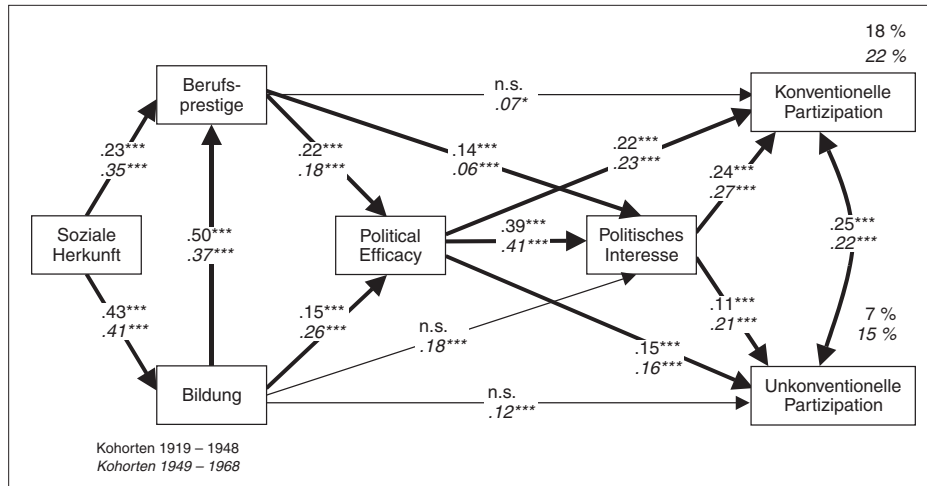 18 %
22 %
Berufs-
prestige
n.s.
.07*
Konventionelle
Partizipation
.23***
.35***
.22***
.18***
.14***
.06***
.22***
.23***
.24***
.27***
Soziale
Herkunft
.50***
.37***
Political
Efficacy
.39***
.41***
Politisches
Interesse
.25***
.22***
.43***
.41***
.15***
.26***
n.s.
.18***
.11***
.21***
7 %
15 %
.15***
.16***
Bildung
n.s.
.12***
Unkonventionelle
Partizipation
Kohorten 1919 – 1948
Kohorten 1949 – 1968